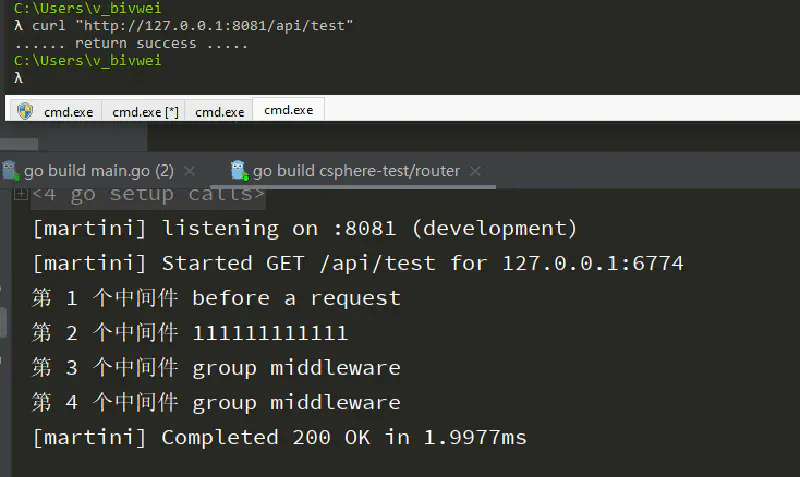 C:\Users\v_bivwei
λ curl "http://127.0.0.1:8081/api/test"
...... return success .....
C:\Users\v_bivwei
λ
cmd.exe cmd.exe [*] cmd.exe cmd.exe
go build main.go (2) × go build csphere-test/router ×
<4 go setup calls>
[martini] listening on :8081 (development)
[martini] Started GET /api/test for 127.0.0.1:6774
第 1 个中间件 before a request
第 2 个中间件 111111111111
第 3 个中间件 group middleware
第 4 个中间件 group middleware
[martini] Completed 200 OK in 1.9977ms